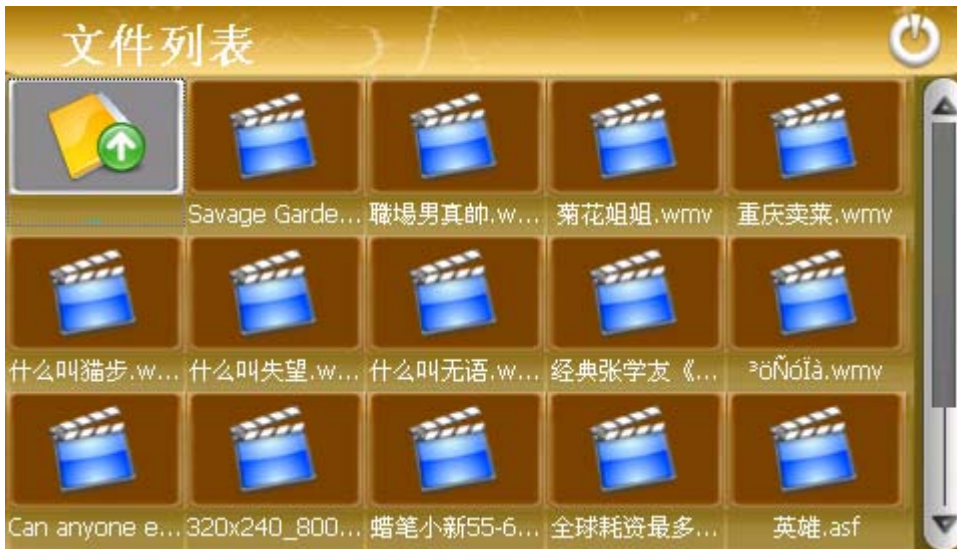 文件列表
Savage Garde...
職場男真帥.w...
菊花姐姐.wmv
重庆卖菜.wmv
什么叫猫步.w...
什么叫失望.w...
什么叫无语.w...
经典张学友《...
³öÑóÏà.wmv
Can anyone e...
320x240_800...
蜡笔小新55-6...
全球耗资最多...
英雄.asf